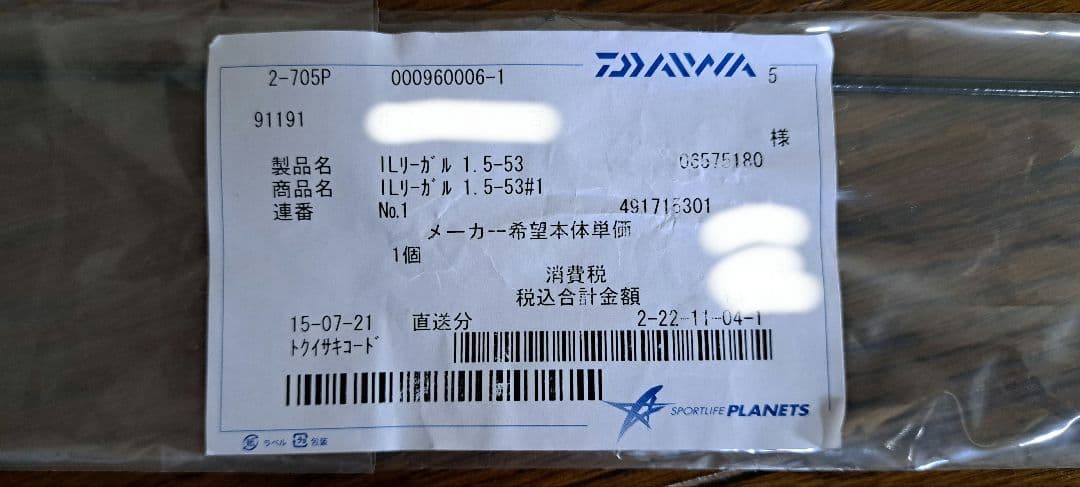 2-705P 000960006-1 DAIWA 5
91191
様
製品名 ILリーガル 1.5-53 06575180
商品名 ILリーガル 1.5-53#1
連番 No.1 491715301
メーカー希望本体単価
1個
消費税
税込合計金額
15-07-21 直送分 2-22-11-04-1
トクイサキコード
SPORTLIFE PLANETS
紙 ラベル プラ 包装